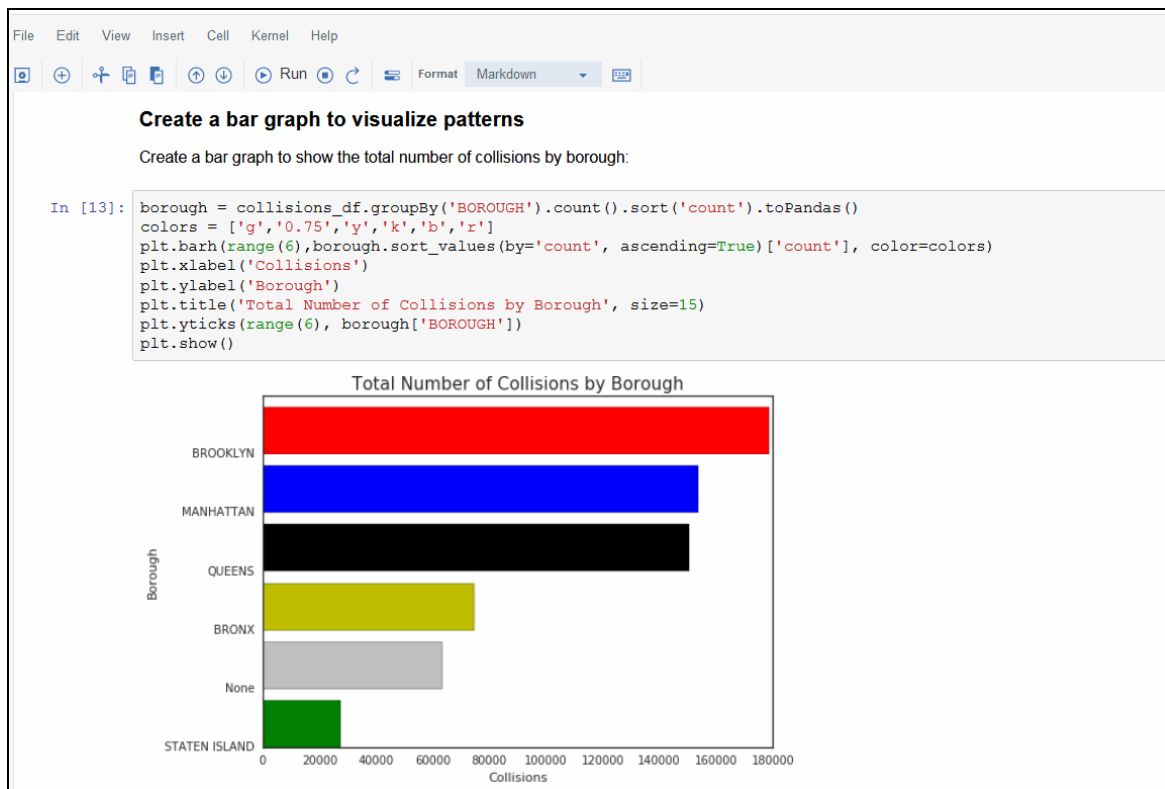 File Edit View Insert Cell Kernel Help
Run Format Markdown
Create a bar graph to visualize patterns
Create a bar graph to show the total number of collisions by borough:
In [13]: borough = collisions_df.groupBy('BOROUGH').count().sort('count').toPandas()
colors = ['g','0.75','y','k','b','r']
plt.barh(range(6),borough.sort_values(by='count', ascending=True)['count'], color=colors)
plt.xlabel('Collisions')
plt.ylabel('Borough')
plt.title('Total Number of Collisions by Borough', size=15)
plt.yticks(range(6), borough['BOROUGH'])
plt.show()
Total Number of Collisions by Borough
BROOKLYN
MANHATTAN
QUEENS
Borough
BRONX
None
STATEN ISLAND
0 20000 40000 60000 80000 100000 120000 140000 160000 180000
Collisions